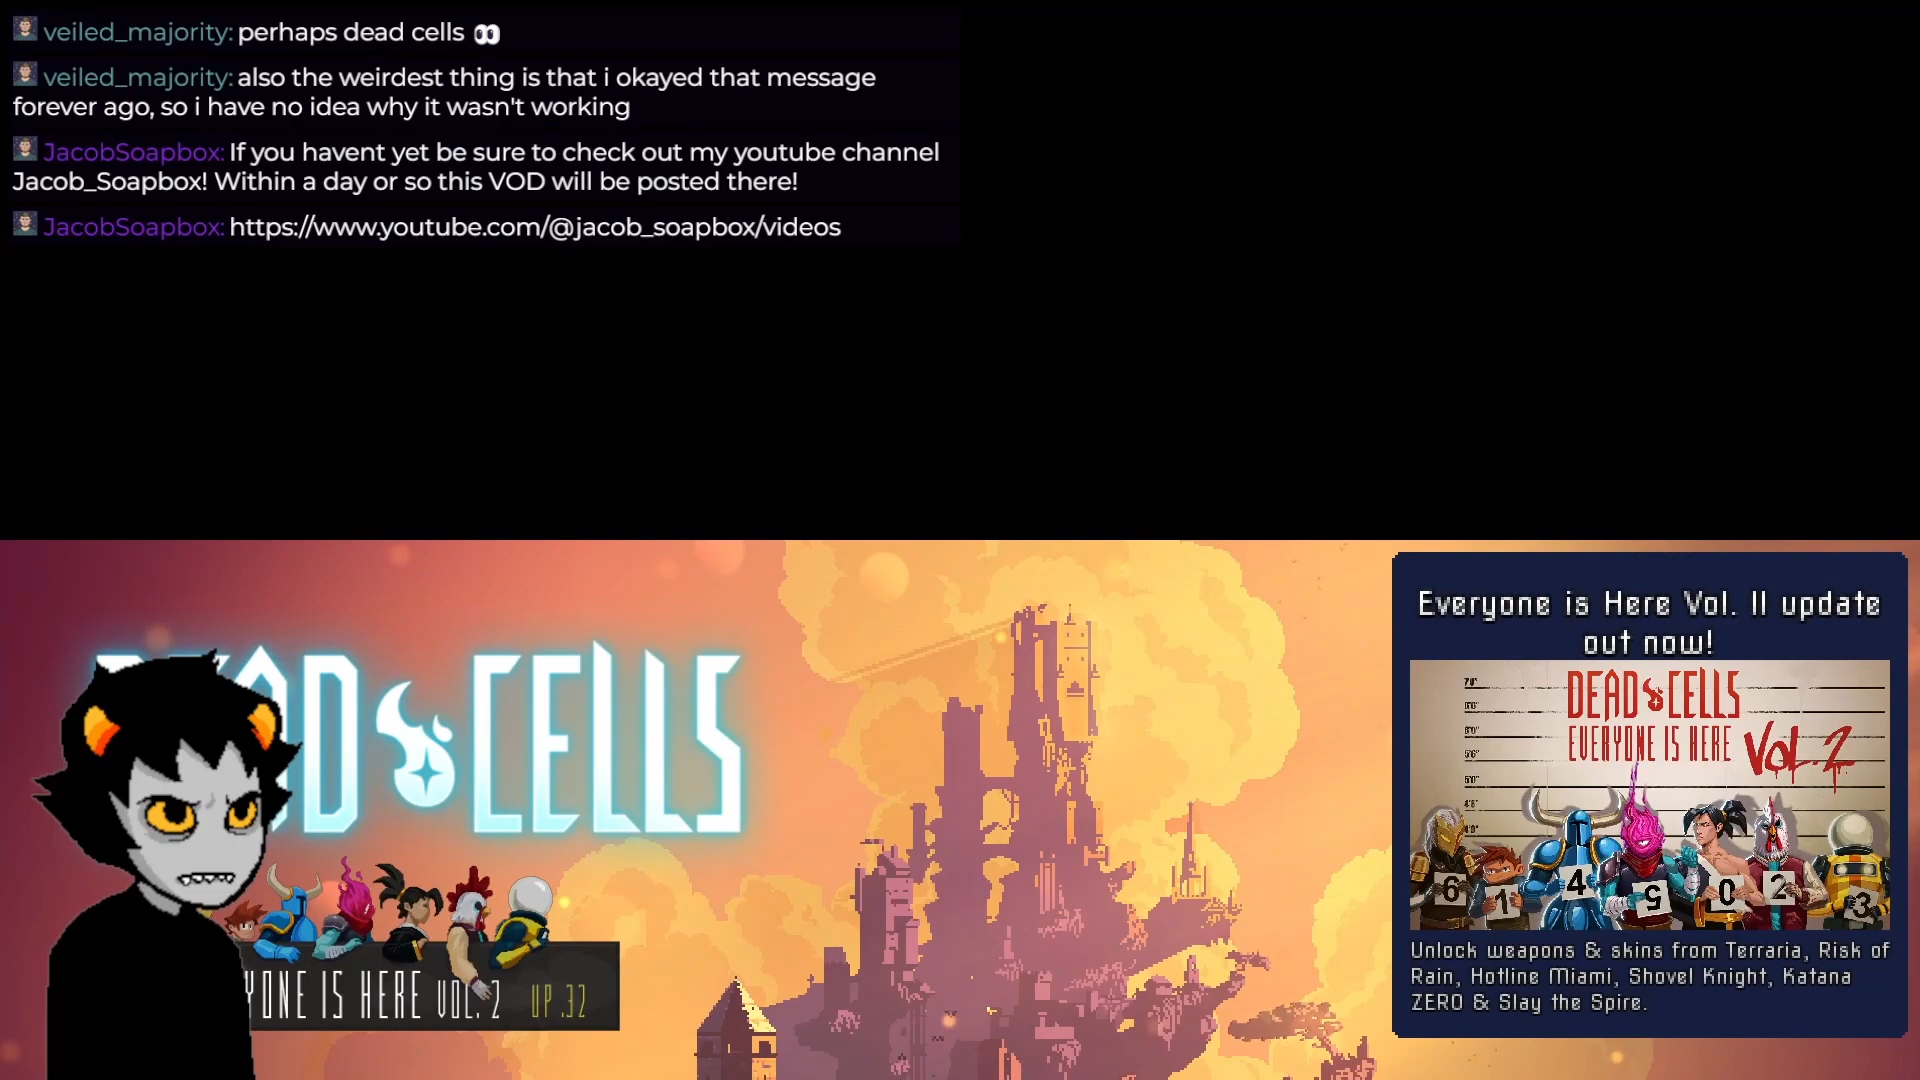 veiled_majority: perhaps dead cells 👀
veiled_majority: also the weirdest thing is that i okayed that message
forever ago, so i have no idea why it wasn't working
JacobSoapbox: If you havent yet be sure to check out my youtube channel
Jacob_Soapbox! Within a day or so this VOD will be posted there!
JacobSoapbox: https://www.youtube.com/@jacob_soapbox/videos
CELLS
YONE IS HERE VOL. 2 UP .32
Everyone is Here Vol. II update
out now!
DEAD CELLS
EVERYONE IS HERE VOL. 2
6 1 4 5 0 2 3
Unlock weapons & skins from Terraria, Risk of
Rain, Hotline Miami, Shovel Knight, Katana
ZERO & Slay the Spire.